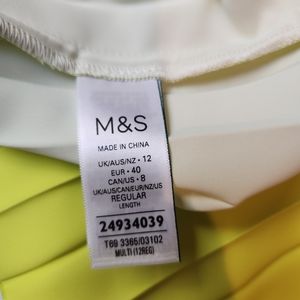 M&S
MADE IN CHINA
UK/AUS/NZ • 12
EUR • 40
CAN/US • 8
UK/AUS/CAN/EUR/NZ/US
REGULAR
LENGTH
24934039
T69 3365/03102
MULTI (12REG)